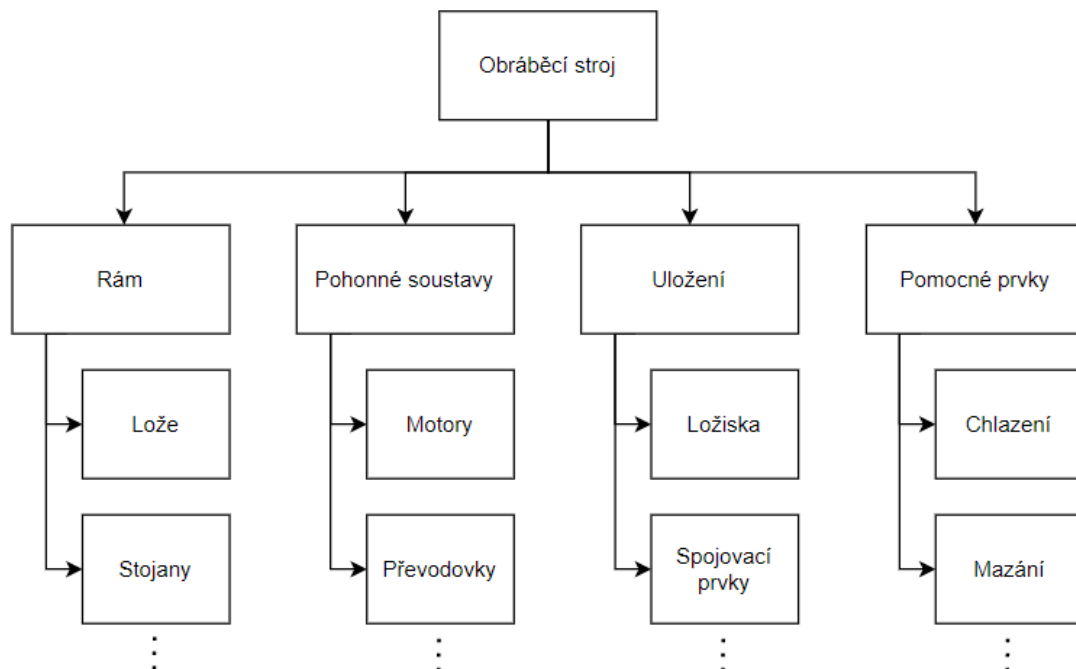 Obráběcí stroj
Rám
Pohonné soustavy
Uložení
Pomocné prvky
Lože
Motory
Ložiska
Chlazení
Stojany
Převodovky
Spojovací
prvky
Mazání